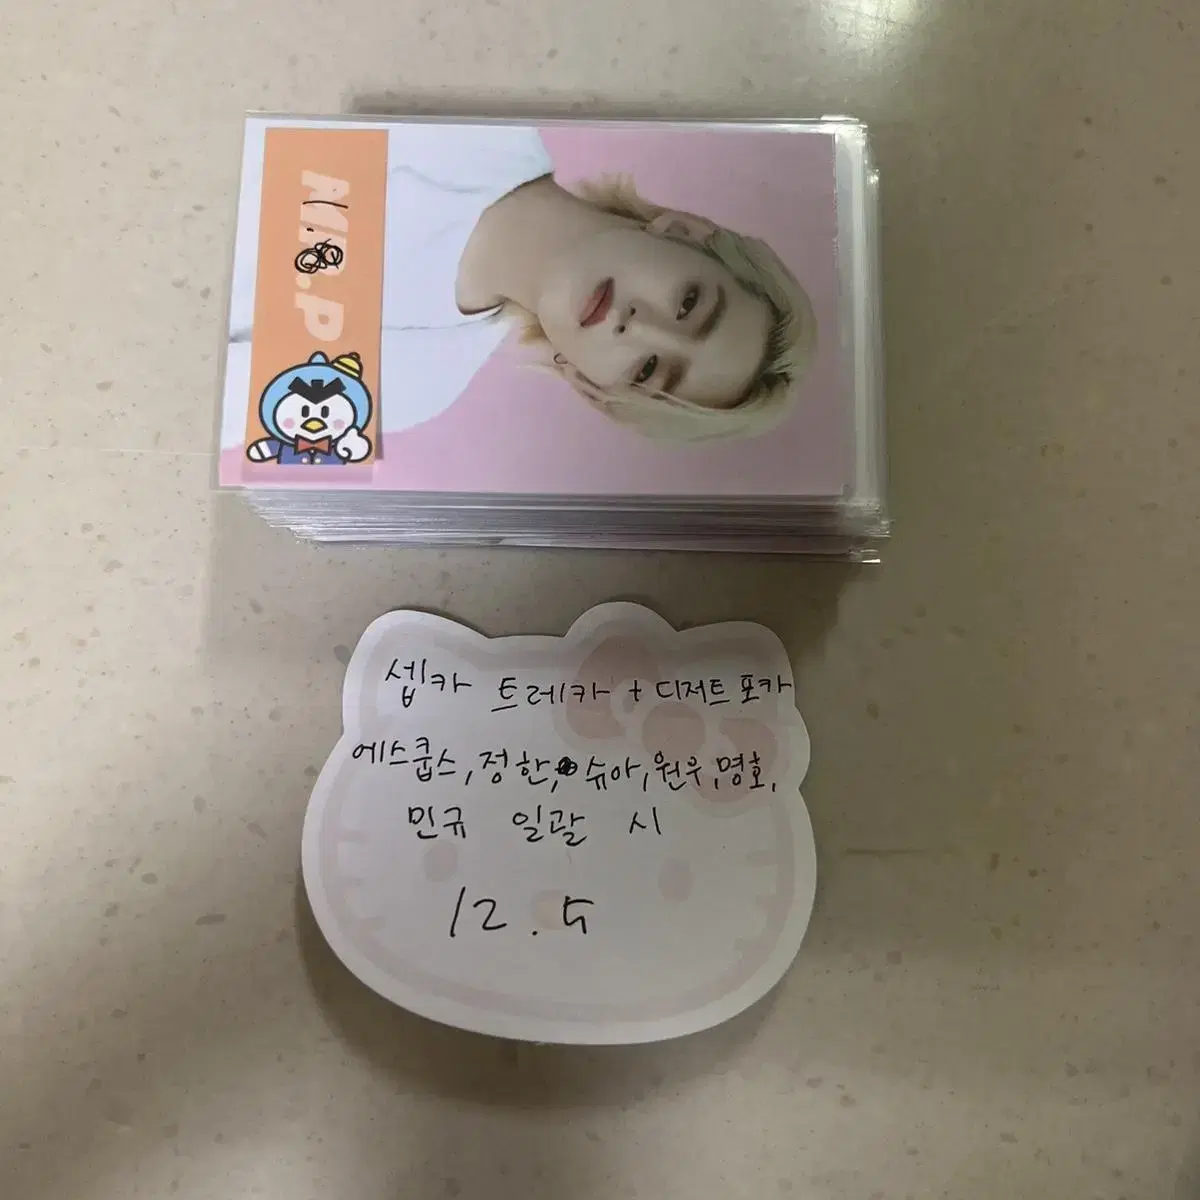 MR.P
셉카 트레카 + 디저트 포카
에스쿱스, 정한, 슈아, 원우, 명호,
민규 일괄 시
12.5